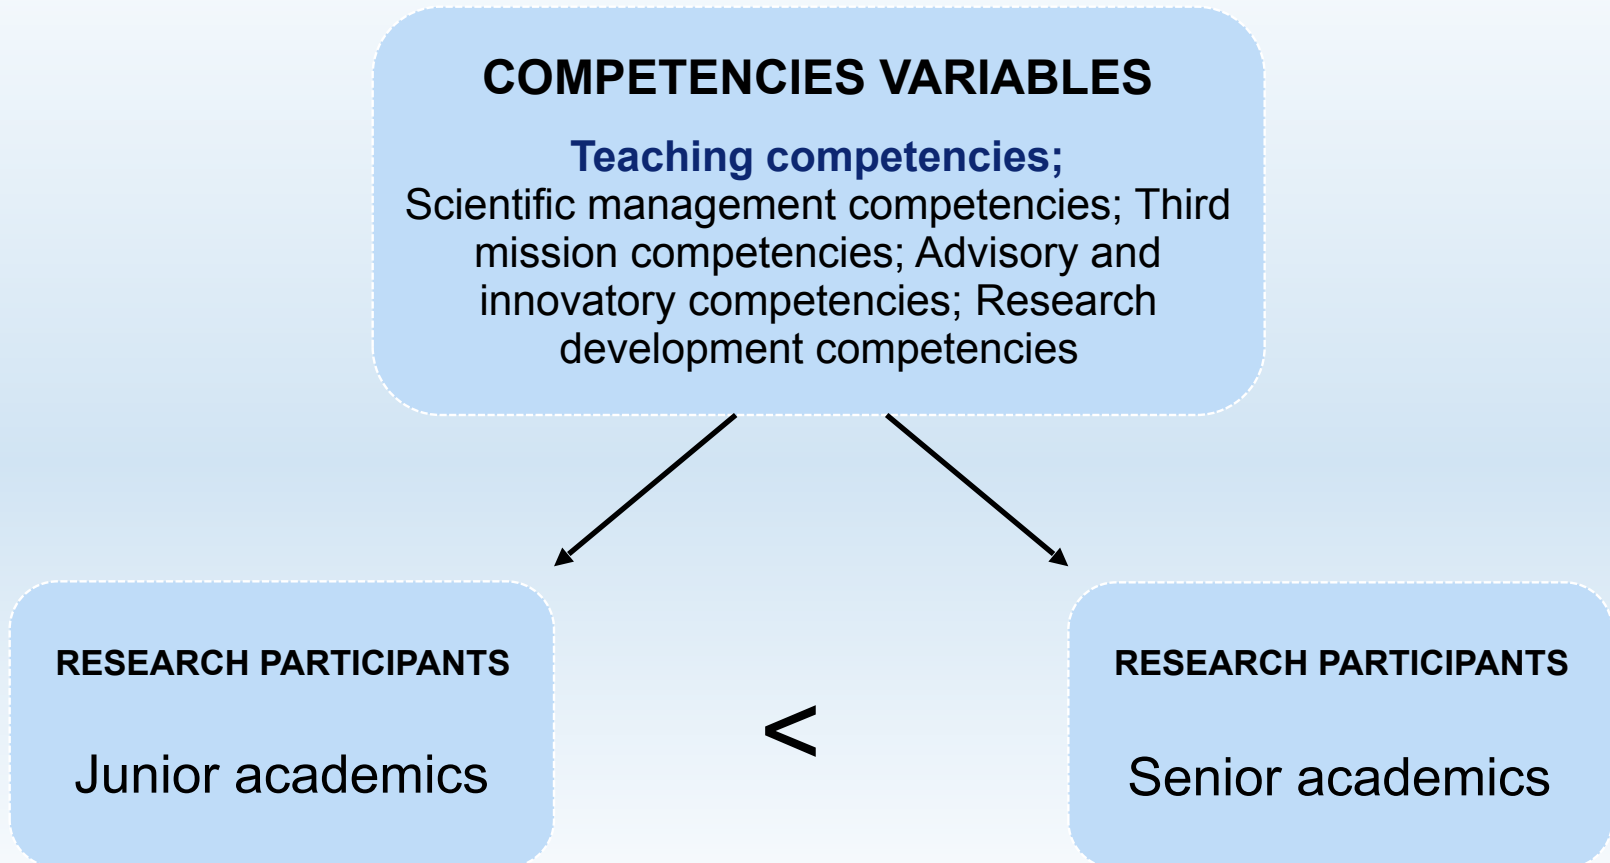 COMPETENCIES VARIABLES
Teaching competencies;
Scientific management competencies; Third
mission competencies; Advisory and
innovatory competencies; Research
development competencies
RESEARCH PARTICIPANTS
Junior academics
<
RESEARCH PARTICIPANTS
Senior academics